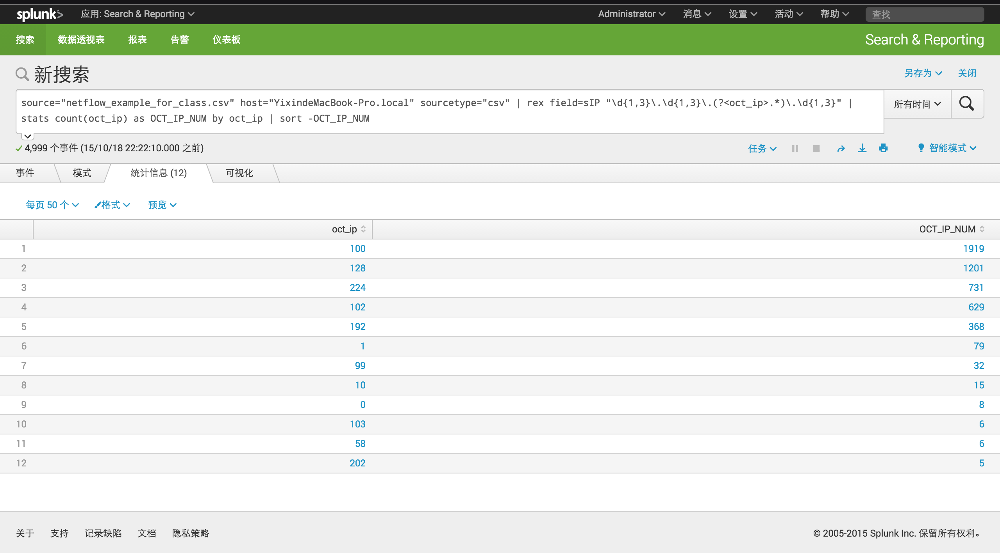 splunk> 应用: Search & Reporting Administrator 消息 设置 活动 帮助 查找
搜索 数据透视表 报表 告警 仪表板 Search & Reporting
新搜索 另存为 关闭
source="netflow_example_for_class.csv" host="YixindeMacBook-Pro.local" sourcetype="csv" | rex field=sIP "\d{1,3}\.\d{1,3}\.(?<oct_ip>.*)\.\d{1,3}" |
stats count(oct_ip) as OCT_IP_NUM by oct_ip | sort -OCT_IP_NUM
所有时间
4,999 个事件 (15/10/18 22:22:10.000 之前) 任务 智能模式
事件 模式 统计信息 (12) 可视化
每页 50 个 格式 预览
oct_ip OCT_IP_NUM
1 100 1919
2 128 1201
3 224 731
4 102 629
5 192 368
6 1 79
7 99 32
8 10 15
9 0 8
10 103 6
11 58 6
12 202 5
关于 支持 记录缺陷 文档 隐私策略 © 2005-2015 Splunk Inc. 保留所有权利。